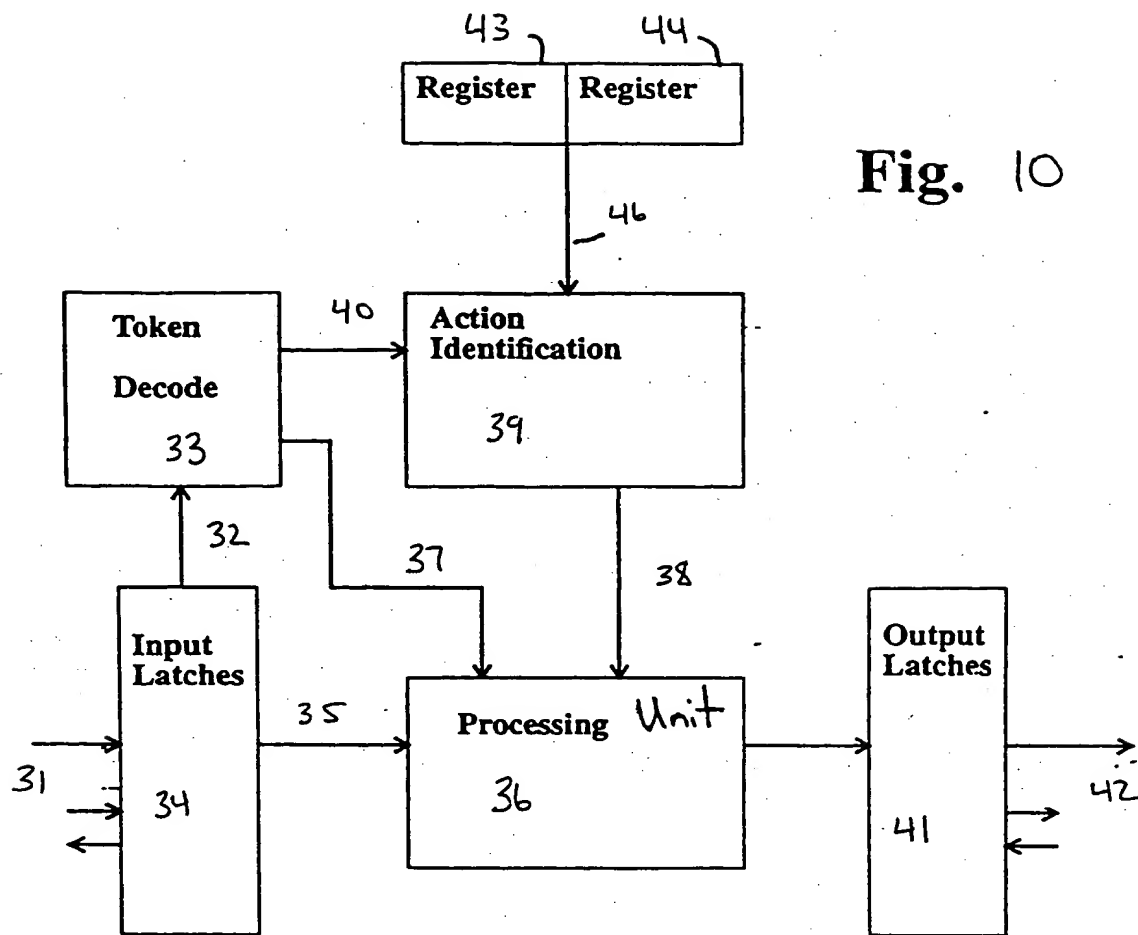 43 44
Register Register
Fig. 10
46
Token
Decode
33
40
Action
Identification
39
32
37
38
Input
Latches
34
31
35
Processing Unit
36
Output
Latches
41
42